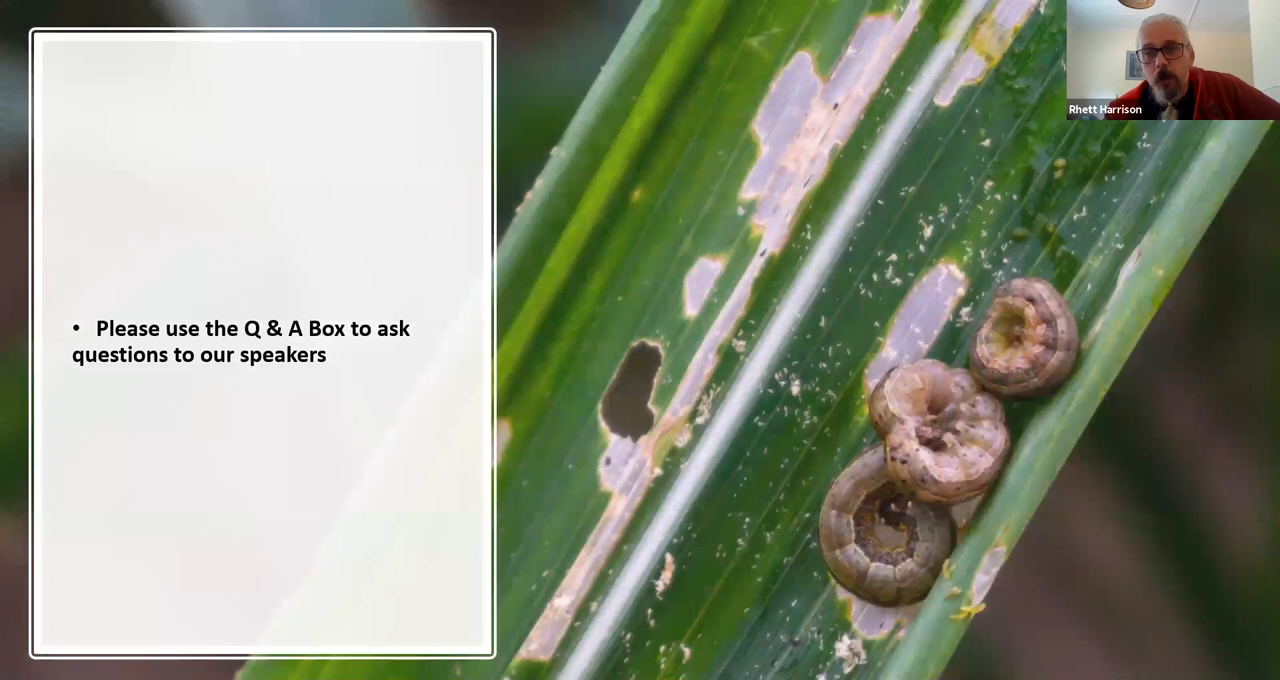 • Please use the Q & A Box to ask
questions to our speakers
Rhett Harrison